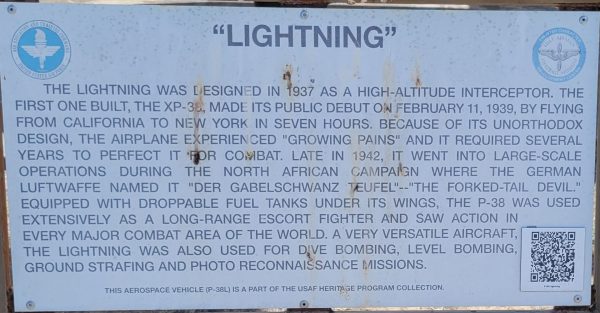 "LIGHTNING"
THE LIGHTNING WAS DESIGNED IN 1937 AS A HIGH-ALTITUDE INTERCEPTOR. THE
FIRST ONE BUILT, THE XP-38, MADE ITS PUBLIC DEBUT ON FEBRUARY 11, 1939, BY FLYING
FROM CALIFORNIA TO NEW YORK IN SEVEN HOURS. BECAUSE OF ITS UNORTHODOX
DESIGN, THE AIRPLANE EXPERIENCED "GROWING PAINS" AND IT REQUIRED SEVERAL
YEARS TO PERFECT IT FOR COMBAT. LATE IN 1942, IT WENT INTO LARGE-SCALE
OPERATIONS DURING THE NORTH AFRICAN CAMPAIGN WHERE THE GERMAN
LUFTWAFFE NAMED IT "DER GABELSCHWANZ TEUFEL"--"THE FORKED-TAIL DEVIL."
EQUIPPED WITH DROPPABLE FUEL TANKS UNDER ITS WINGS, THE P-38 WAS USED
EXTENSIVELY AS A LONG-RANGE ESCORT FIGHTER AND SAW ACTION IN
EVERY MAJOR COMBAT AREA OF THE WORLD. A VERY VERSATILE AIRCRAFT,
THE LIGHTNING WAS ALSO USED FOR DIVE BOMBING, LEVEL BOMBING,
GROUND STRAFING AND PHOTO RECONNAISSANCE MISSIONS.
THIS AEROSPACE VEHICLE (P-38L) IS A PART OF THE USAF HERITAGE PROGRAM COLLECTION.